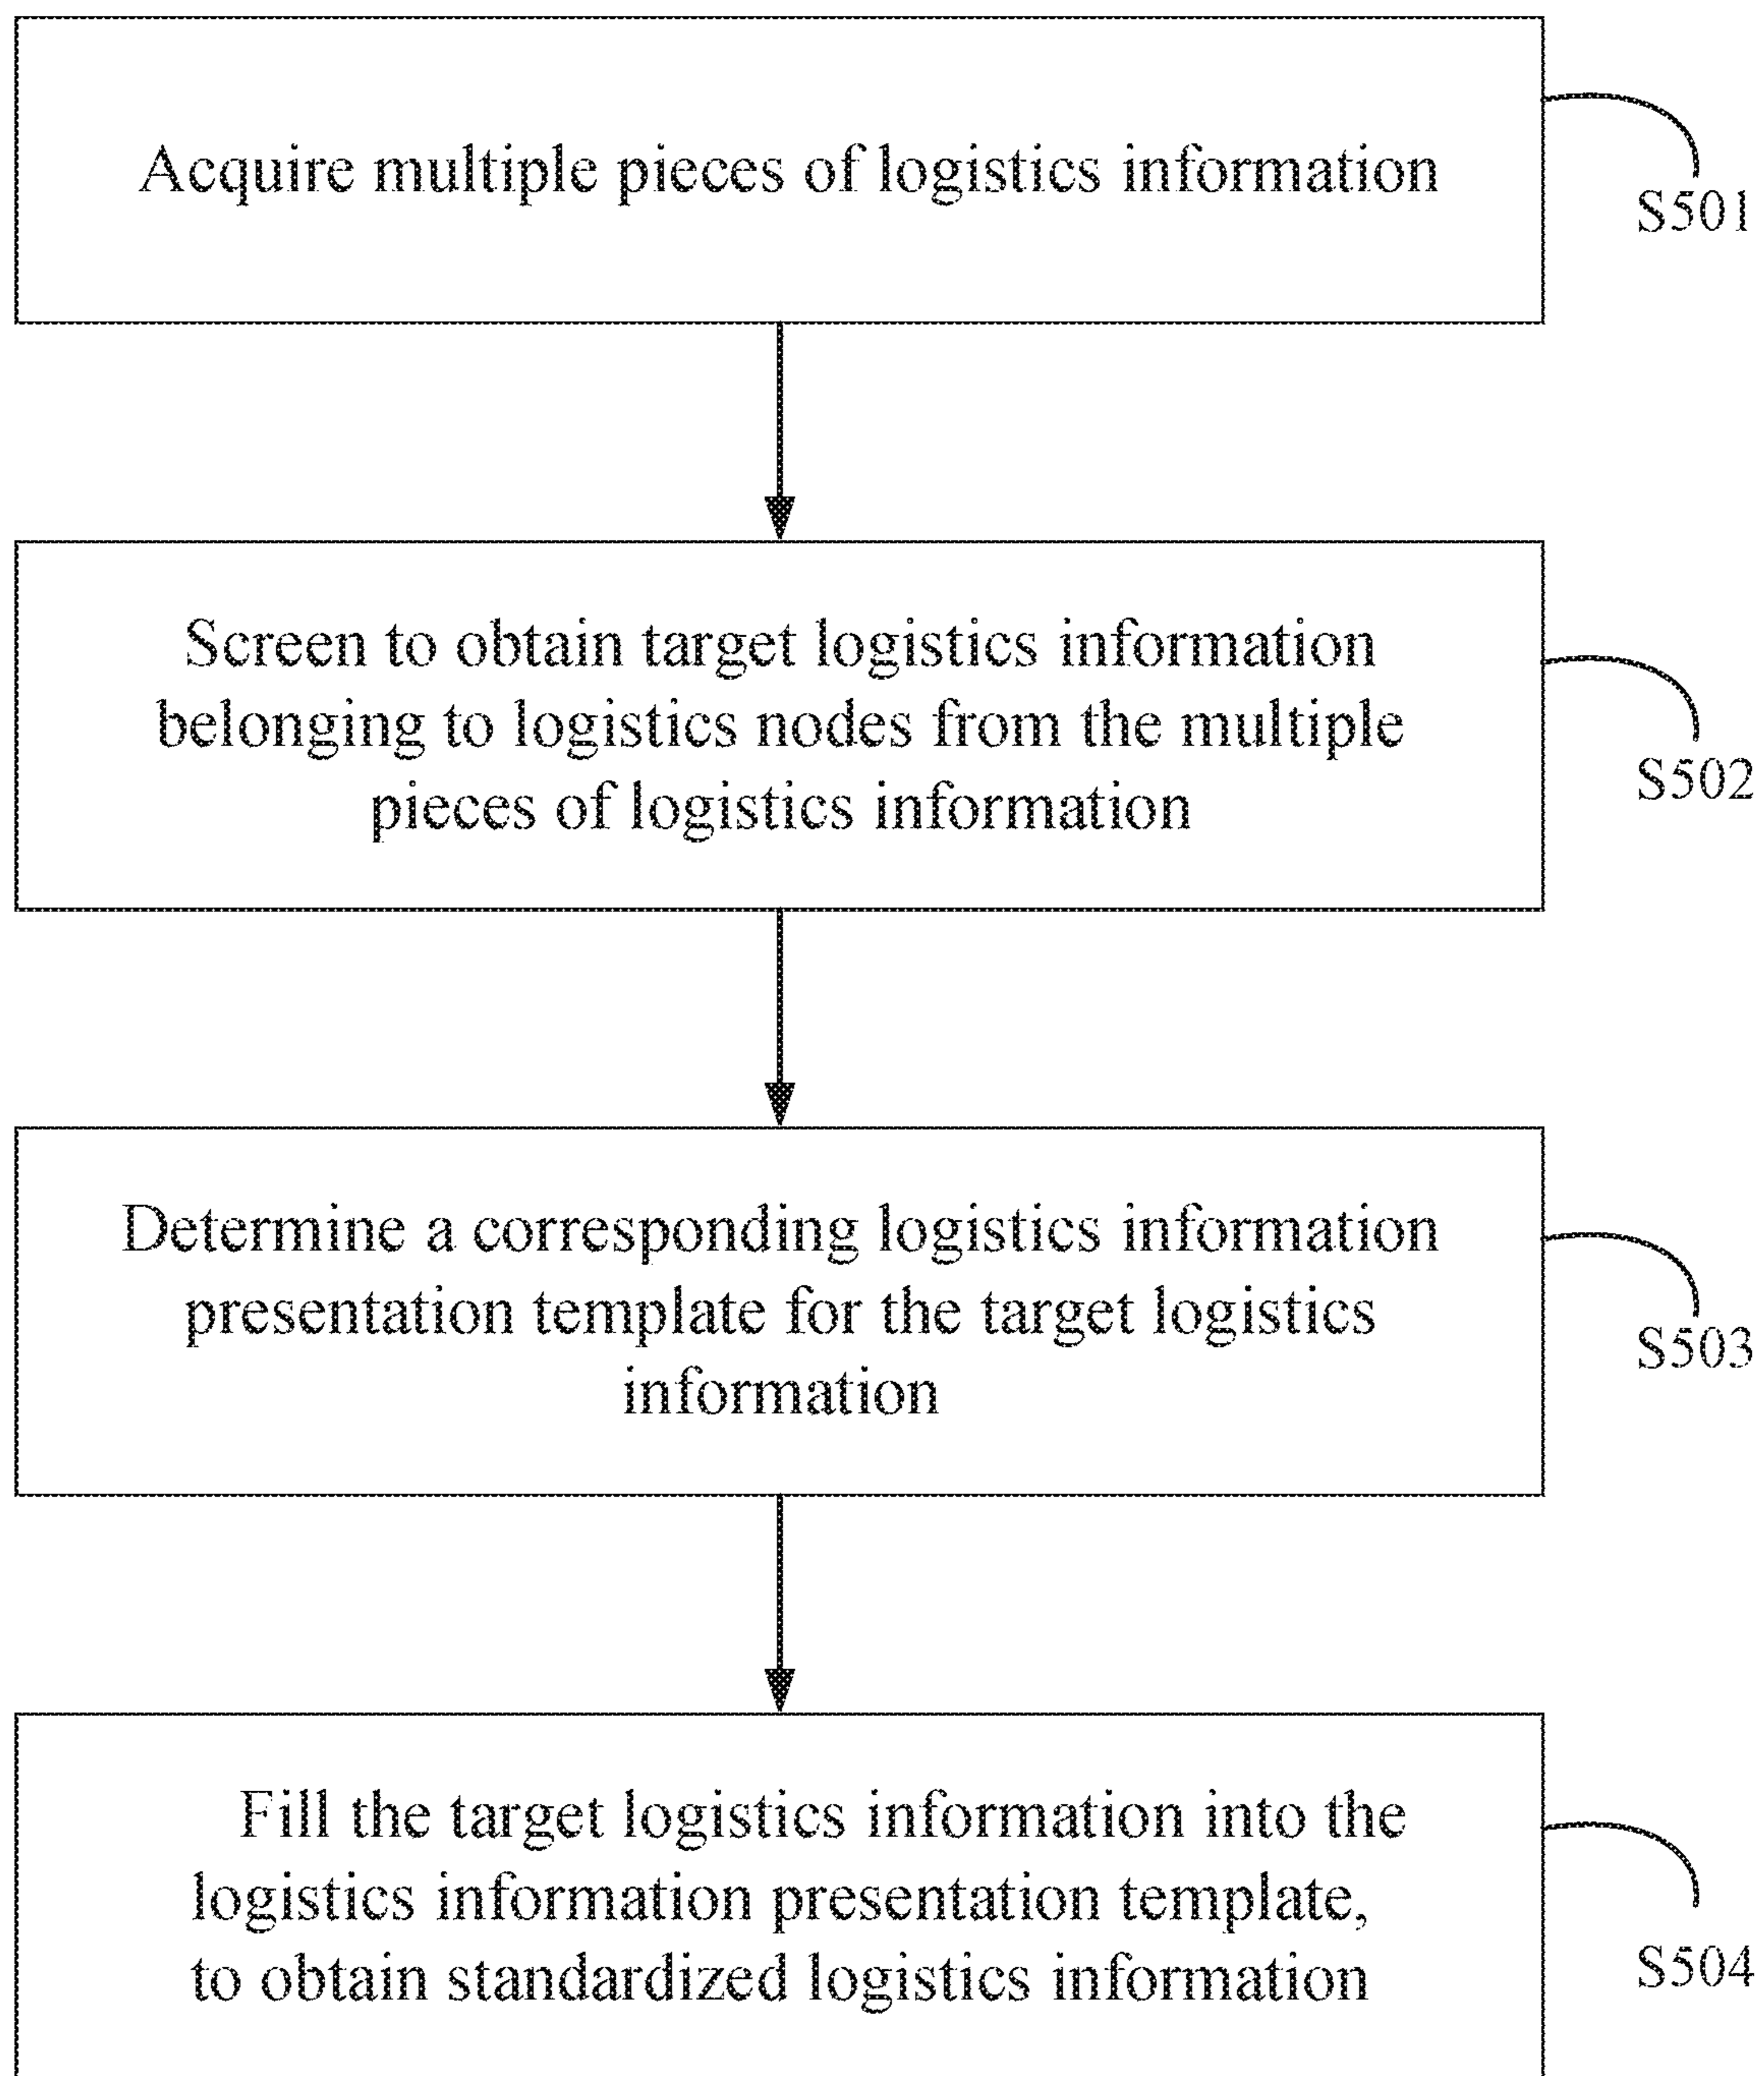 Acquire multiple pieces of logistics information
S501
Screen to obtain target logistics information
belonging to logistics nodes from the multiple
pieces of logistics information
S502
Determine a corresponding logistics information
presentation template for the target logistics
information
S503
Fill the target logistics information into the
logistics information presentation template,
to obtain standardized logistics information
S504